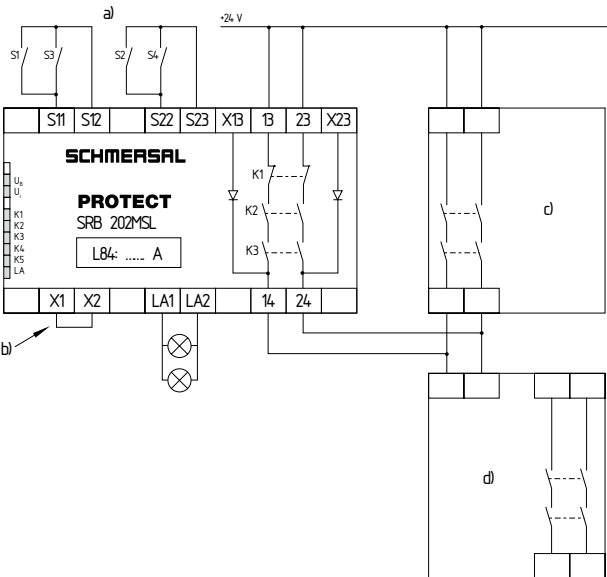 a)
+24 V
S1 S3 S2 S4
S11 S12 S22 S23 X13 13 23 X23
SCHMERSAL
PROTECT
SRB 202MSL
L84: ...... A
UB
Ui
K1
K2
K3
K4
K5
LA
K1
K2
K3
X1 X2 LA1 LA2 14 24
b)
c)
d)